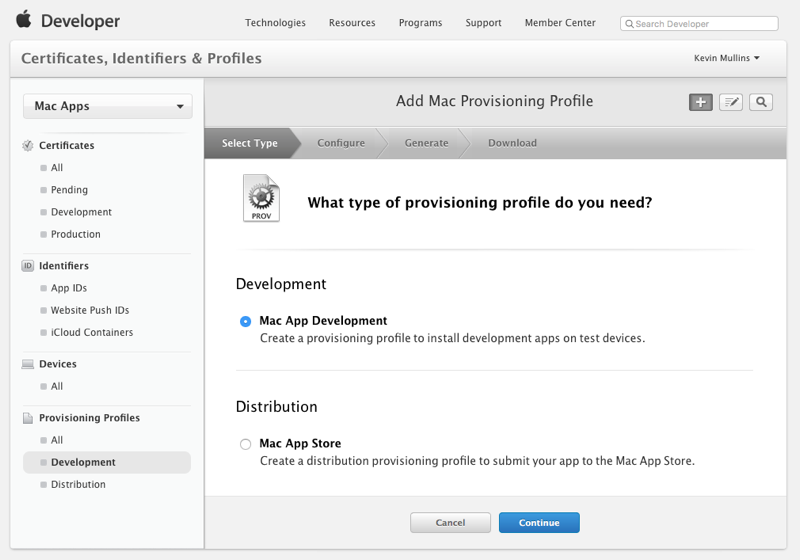 Developer
Technologies
Resources
Programs
Support
Member Center
Search Developer
Certificates, Identifiers & Profiles
Kevin Mullins
Mac Apps
Certificates
All
Pending
Development
Production
ID Identifiers
App IDs
Website Push IDs
iCloud Containers
Devices
All
Provisioning Profiles
All
Development
Distribution
Add Mac Provisioning Profile
Select Type
Configure
Generate
Download
PROV
What type of provisioning profile do you need?
Development
Mac App Development
Create a provisioning profile to install development apps on test devices.
Distribution
Mac App Store
Create a distribution provisioning profile to submit your app to the Mac App Store.
Cancel
Continue